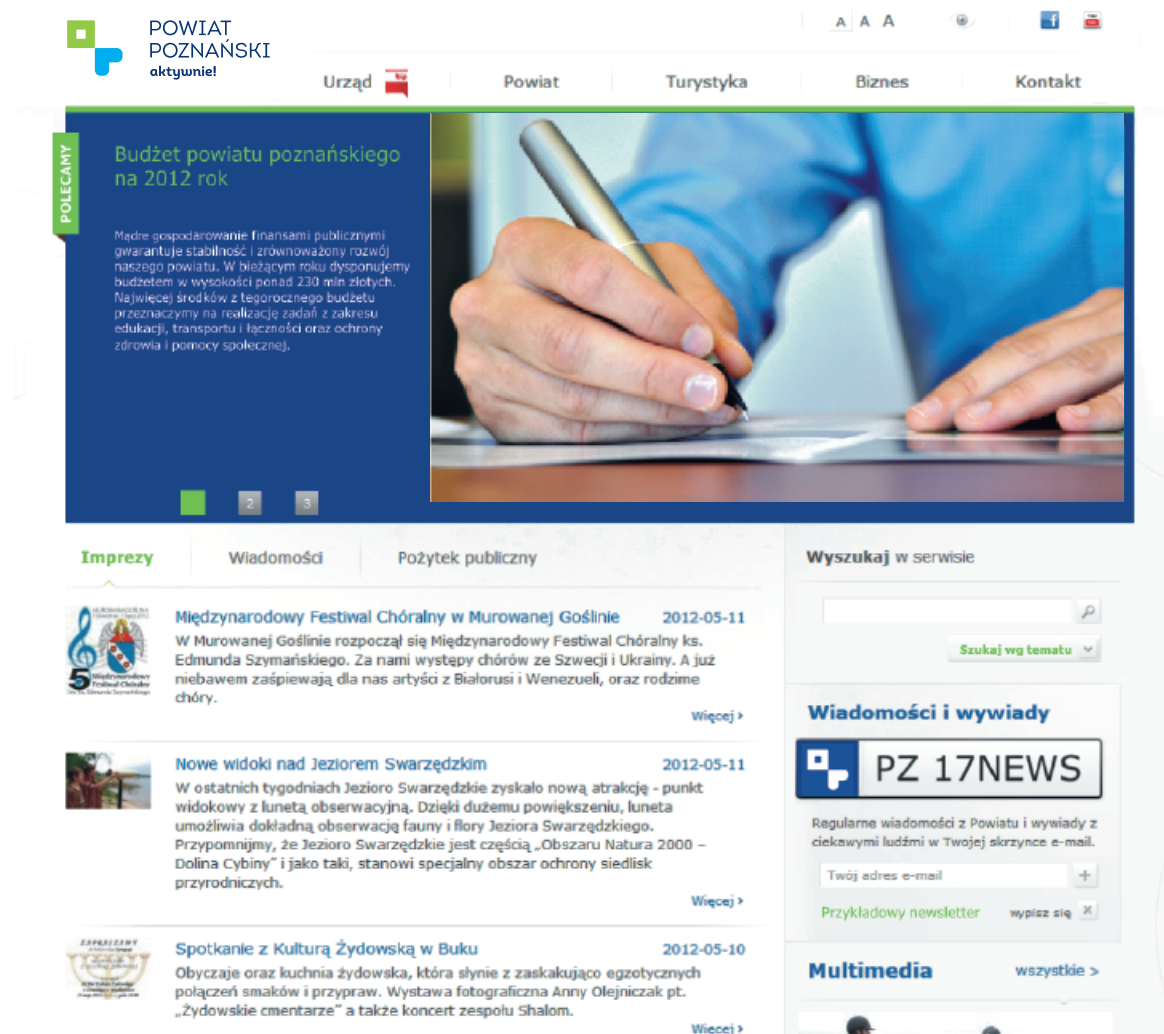 POWIAT
POZNAŃSKI
aktywnie!
A A A
Urząd bip Powiat Turystyka Biznes Kontakt
POLECAMY
Budżet powiatu poznańskiego
na 2012 rok
Mądre gospodarowanie finansami publicznymi
gwarantuje stabilność i zrównoważony rozwój
naszego powiatu. W bieżącym roku dysponujemy
budżetem w wysokości ponad 230 mln złotych.
Najwięcej środków z tegorocznego budżetu
przeznaczymy na realizację zadań z zakresu
edukacji, transportu i łączności oraz ochrony
zdrowia i pomocy społecznej.
2 3
Imprezy Wiadomości Pożytek publiczny
Międzynarodowy Festiwal Chóralny w Murowanej Goślinie 2012-05-11
W Murowanej Goślinie rozpoczął się Międzynarodowy Festiwal Chóralny ks.
Edmunda Szymańskiego. Za nami występy chórów ze Szwecji i Ukrainy. A już
niebawem zaśpiewają dla nas artyści z Białorusi i Wenezueli, oraz rodzime
chóry.
Więcej ›
5 Międzynarodowy
Festiwal Chóralny
Nowe widoki nad Jeziorem Swarzędzkim 2012-05-11
W ostatnich tygodniach Jezioro Swarzędzkie zyskało nową atrakcję - punkt
widokowy z lunetą obserwacyjną. Dzięki dużemu powiększeniu, luneta
umożliwia dokładną obserwację fauny i flory Jeziora Swarzędzkiego.
Przypomnijmy, że Jezioro Swarzędzkie jest częścią „Obszaru Natura 2000 –
Dolina Cybiny" i jako taki, stanowi specjalny obszar ochrony siedlisk
przyrodniczych.
Więcej ›
ZAPRASZAMY
Spotkanie z Kulturą Żydowską w Buku 2012-05-10
Obyczaje oraz kuchnia żydowska, która słynie z zaskakująco egzotycznych
połączeń smaków i przypraw. Wystawa fotograficzna Anny Olejniczak pt.
„Żydowskie cmentarze" a także koncert zespołu Shalom.
Więcej ›
Wyszukaj w serwisie
Szukaj wg tematu
Wiadomości i wywiady
PZ 17NEWS
Regularne wiadomości z Powiatu i wywiady z
ciekawymi ludźmi w Twojej skrzynce e-mail.
Twój adres e-mail +
Przykładowy newsletter wypisz się ×
Multimedia wszystkie >